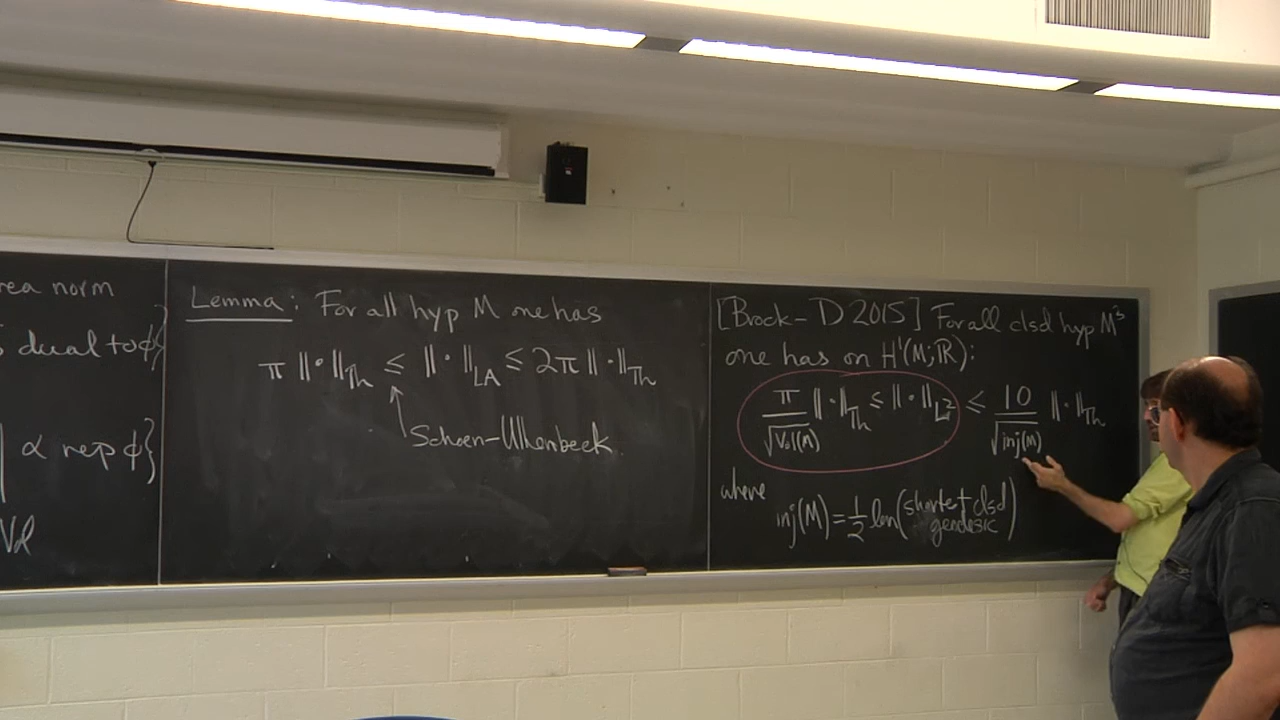 rea norm
dual to ϕ}
α rep ϕ}
Vol
Lemma: For all hyp M one has
π ‖·‖_Th ≤ ‖·‖_LA ≤ 2π ‖·‖_Th
Schoen-Uhlenbeck
[Brock-D 2015] For all clsd hyp M³
one has on H¹(M; ℝ):
π/√Vol(M) ‖·‖_Th ≤ ‖·‖_L² ≤ 10/√inj(M) ‖·‖_Th
where
inj(M) = 1/2 len(shortest clsd
geodesic)